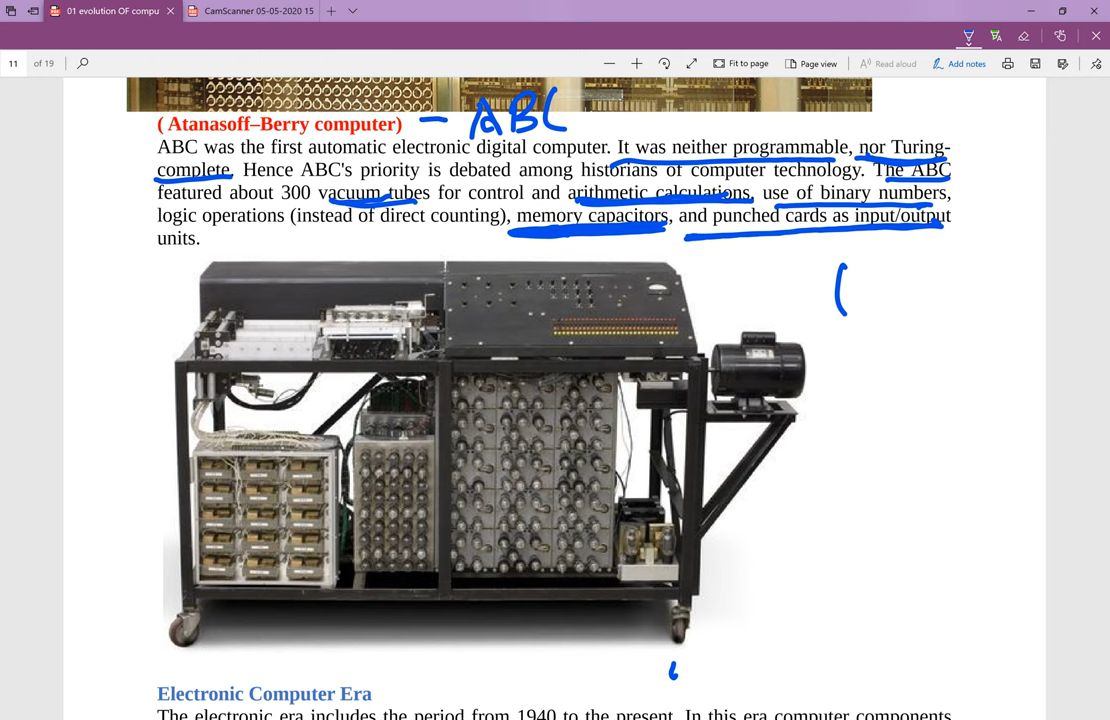 01 evolution OF compu
CamScanner 05-05-2020 15
11 of 19
Fit to page
Page view
Read aloud
Add notes
( Atanasoff–Berry computer) – ABC
ABC was the first automatic electronic digital computer. It was neither programmable, nor Turing-
complete. Hence ABC's priority is debated among historians of computer technology. The ABC
featured about 300 vacuum tubes for control and arithmetic calculations, use of binary numbers,
logic operations (instead of direct counting), memory capacitors, and punched cards as input/output
units.
Electronic Computer Era
The electronic era includes the period from 1940 to the present. In this era computer components